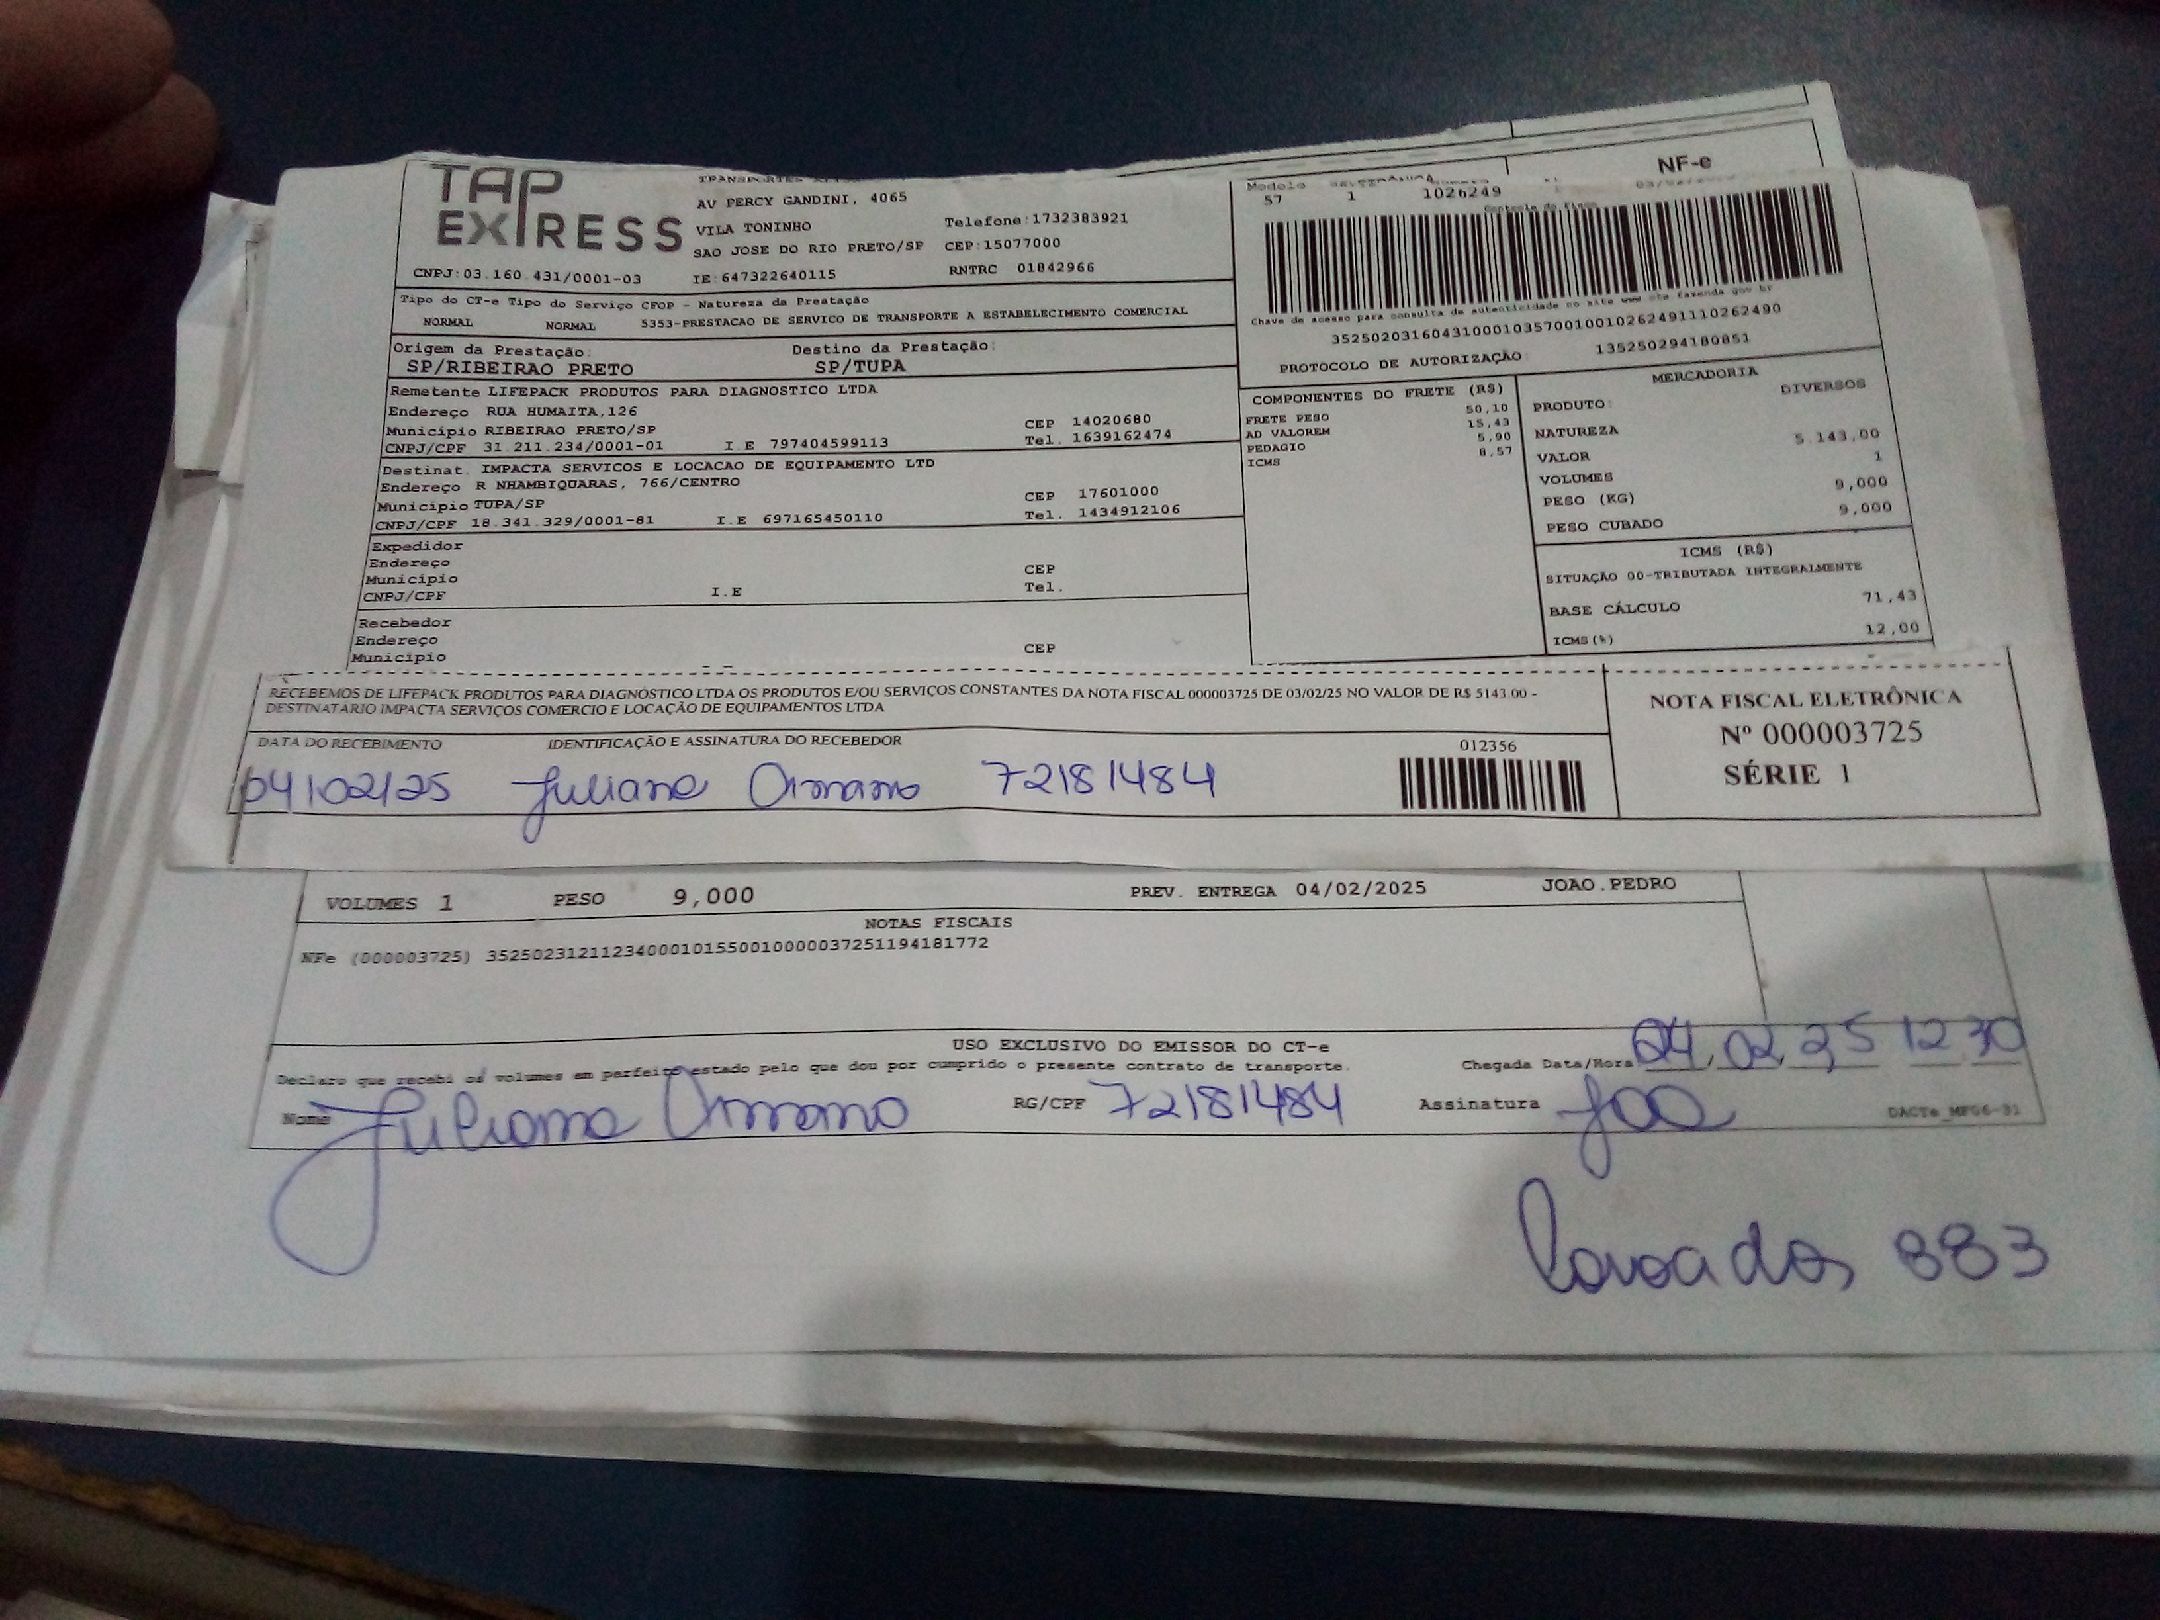 NF-e
TAP
EXPRESS
AV PERCY GANDINI, 4065
VILA TONINHO
Telefone:1732383921
SAO JOSE DO RIO PRETO/SP CEP:15077000
CNPJ:03.160.431/0001-03 IE:647322640115 RNTRC 01842966
Modelo
57 1 1026249
Controle do Fisco
Chave de acesso para consulta de autenticidade no site www cte fazenda gov br
35250203160431000103570010010262491110262490
PROTOCOLO DE AUTORIZAÇÃO 135250294180851
Tipo do CT-e Tipo do Serviço CFOP - Natureza da Prestação
NORMAL NORMAL 5353-PRESTACAO DE SERVICO DE TRANSPORTE A ESTABELECIMENTO COMERCIAL
Origem da Prestação: Destino da Prestação:
SP/RIBEIRAO PRETO SP/TUPA
Remetente LIFEPACK PRODUTOS PARA DIAGNOSTICO LTDA
Endereço RUA HUMAITA,126
Município RIBEIRAO PRETO/SP CEP 14020680
CNPJ/CPF 31.211.234/0001-01 I.E 797404599113 Tel. 1639162474
Destinat. IMPACTA SERVICOS E LOCACAO DE EQUIPAMENTO LTD
Endereço R NHAMBIQUARAS, 766/CENTRO
Município TUPA/SP CEP 17601000
CNPJ/CPF 18.341.329/0001-81 I.E 697165450110 Tel. 1434912106
Expedidor
Endereço
Município CEP
CNPJ/CPF I.E Tel.
Recebedor
Endereço
Município CEP
COMPONENTES DO FRETE (R$)
FRETE PESO 50,10
AD VALOREM 15,43
PEDAGIO 5,90
ICMS 8,57
MERCADORIA
PRODUTO: DIVERSOS
NATUREZA
VALOR 5.143,00
VOLUMES 1
PESO (KG) 9,000
PESO CUBADO 9,000
ICMS (R$)
SITUAÇÃO 00-TRIBUTADA INTEGRALMENTE
BASE CÁLCULO 71,43
ICMS(%) 12,00
RECEBEMOS DE LIFEPACK PRODUTOS PARA DIAGNÓSTICO LTDA OS PRODUTOS E/OU SERVIÇOS CONSTANTES DA NOTA FISCAL 000003725 DE 03/02/25 NO VALOR DE R$ 5143.00 -
DESTINATÁRIO IMPACTA SERVIÇOS COMERCIO E LOCAÇÃO DE EQUIPAMENTOS LTDA
DATA DO RECEBIMENTO IDENTIFICAÇÃO E ASSINATURA DO RECEBEDOR 012356
04/02/25 Juliana 72181484
NOTA FISCAL ELETRÔNICA
Nº 000003725
SÉRIE 1
VOLUMES 1 PESO 9,000 PREV. ENTREGA 04/02/2025 JOAO.PEDRO
NOTAS FISCAIS
NFe (000003725) 35250231211234000101550010000037251194181772
USO EXCLUSIVO DO EMISSOR DO CT-e
Declaro que recebi os volumes em perfeito estado pelo que dou por cumprido o presente contrato de transporte. Chegada Data/Hora 04 02 25 12 30
Nome Juliana RG/CPF 72181484 Assinatura
883